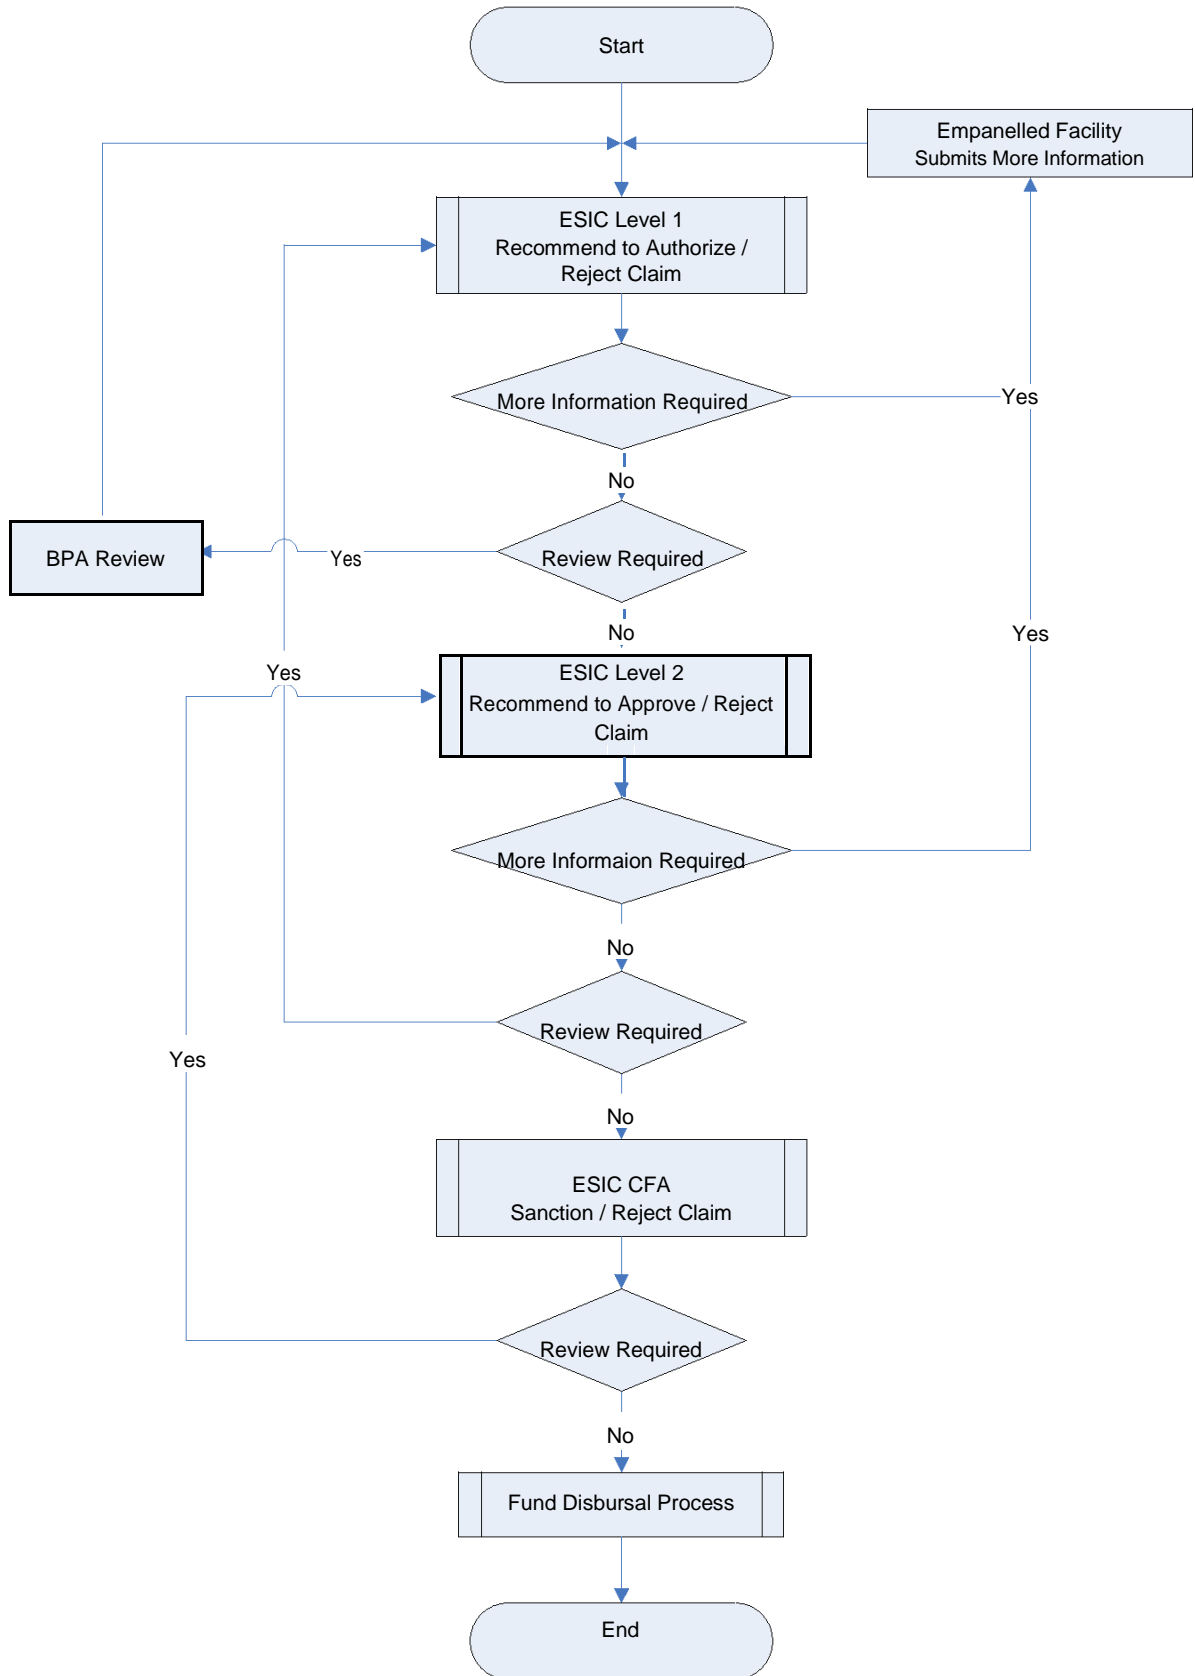 Start
Empanelled Facility
Submits More Information
ESIC Level 1
Recommend to Authorize /
Reject Claim
More Information Required
Yes
No
BPA Review
Yes
Review Required
No
Yes
Yes
ESIC Level 2
Recommend to Approve / Reject
Claim
More Informaion Required
No
Review Required
Yes
No
ESIC CFA
Sanction / Reject Claim
Review Required
No
Fund Disbursal Process
End